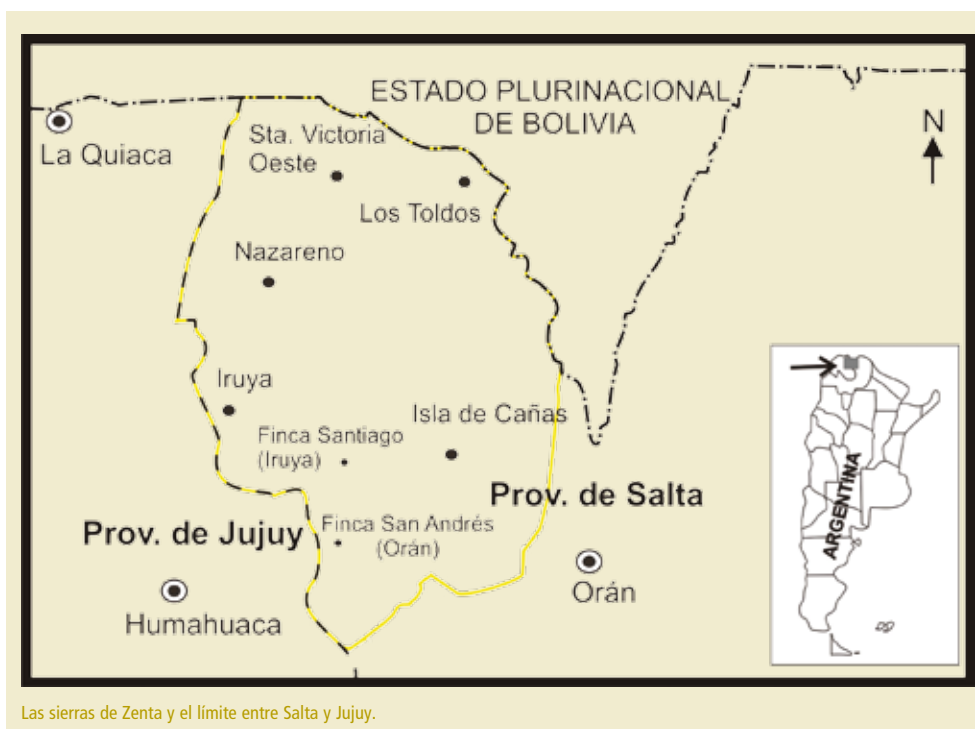 ESTADO PLURINACIONAL
DE BOLIVIA
N
La Quiaca
Sta. Victoria
Oeste
Los Toldos
Nazareno
Iruya
Isla de Cañas
Finca Santiago
(Iruya)
Prov. de Salta
Prov. de Jujuy
Finca San Andrés
(Orán)
Orán
Humahuaca
ARGENTINA
Las sierras de Zenta y el límite entre Salta y Jujuy.